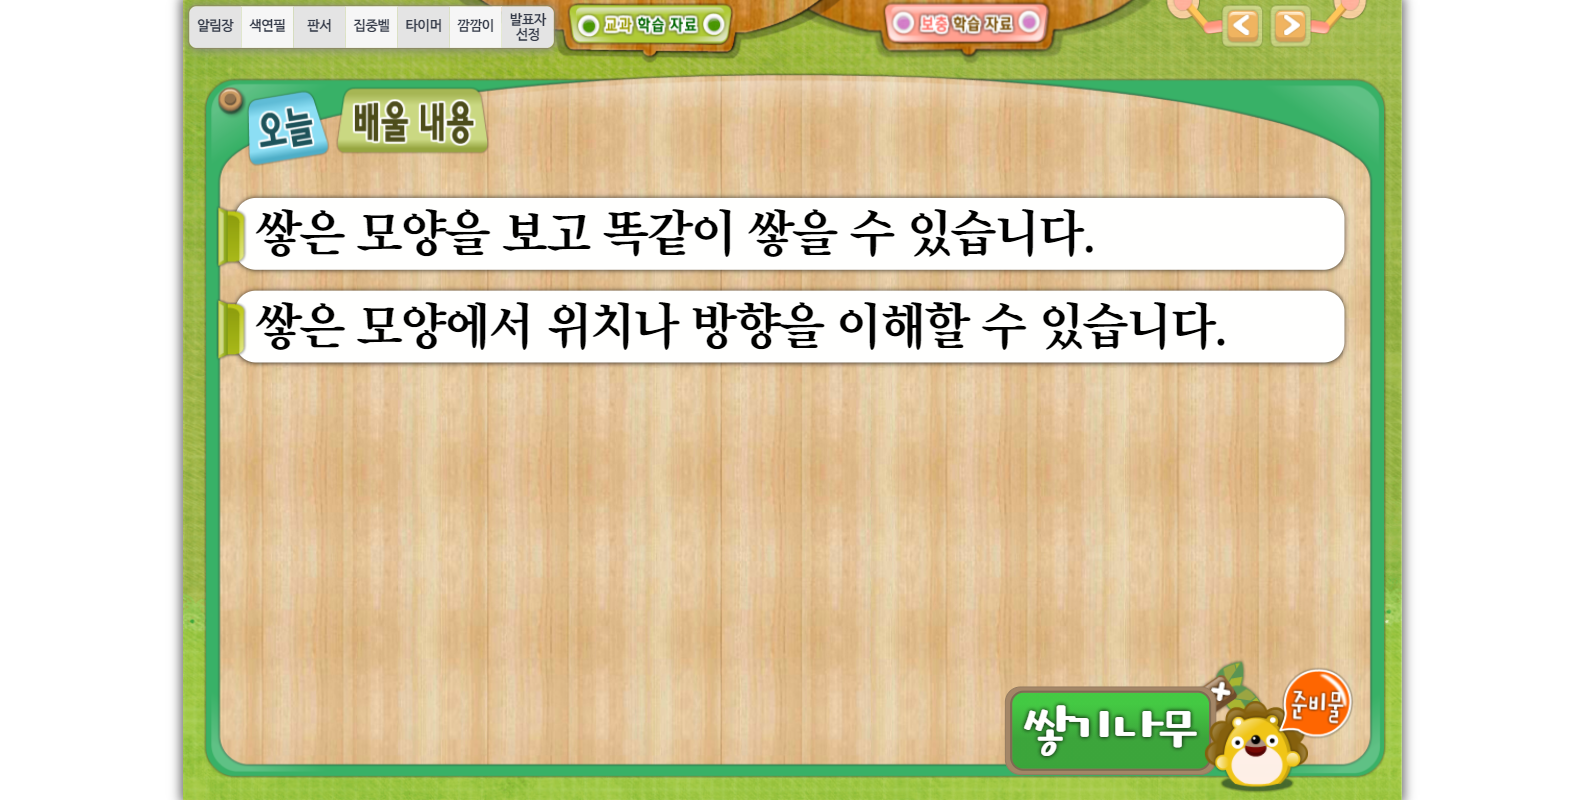 알림장 색연필 판서 집중벨 타이머 깜깜이 발표자 선정
교과 학습 자료
보충 학습 자료
오늘 배울 내용
쌓은 모양을 보고 똑같이 쌓을 수 있습니다.
쌓은 모양에서 위치나 방향을 이해할 수 있습니다.
준비물
쌓기나무